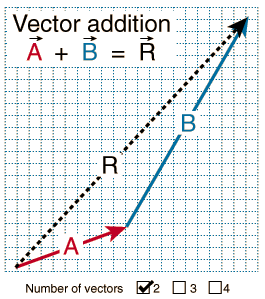 Vector addition
A + B = R
B
R
A
Number of vectors 2 3 4